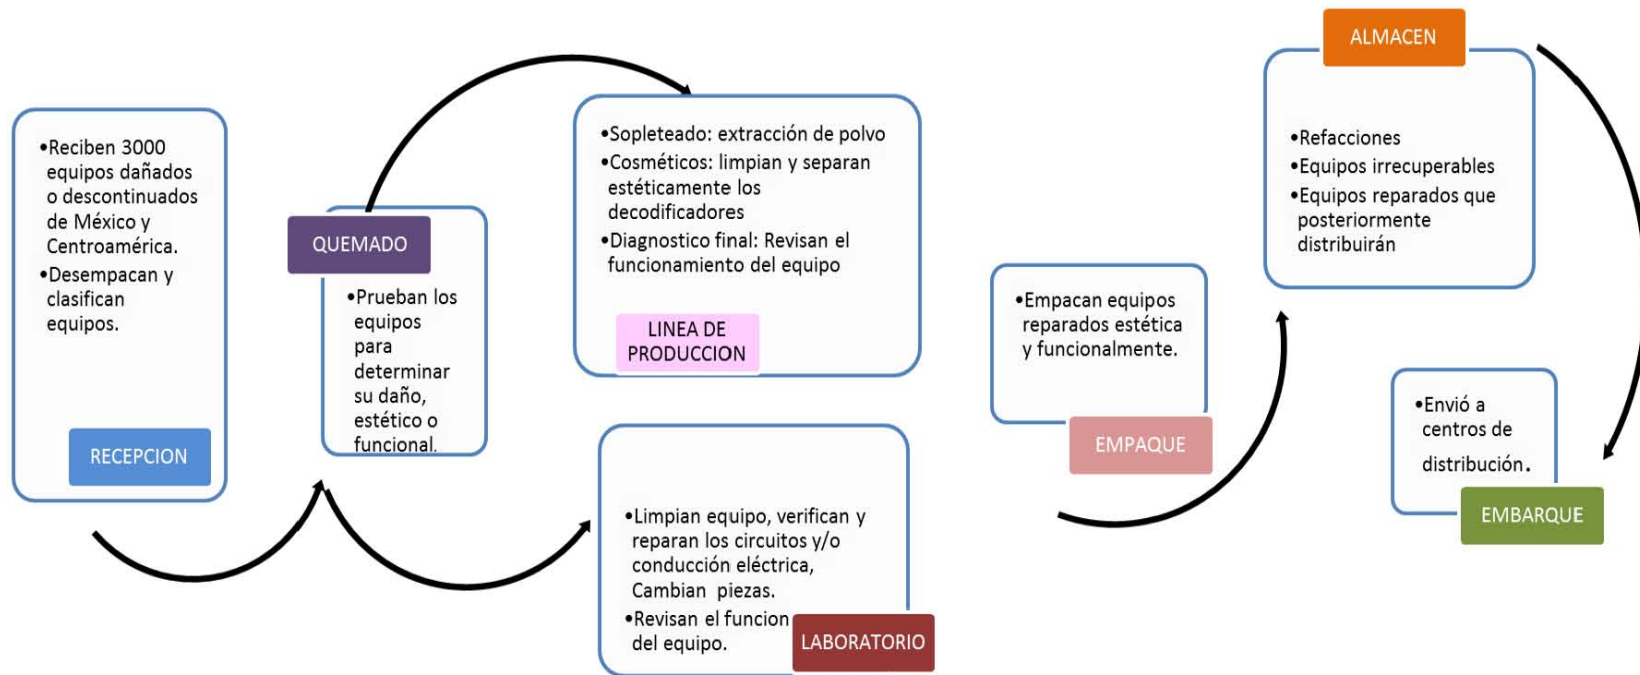 •Reciben 3000
equipos dañados
o descontinuados
de México y
Centroamérica.
•Desempacan y
clasifican
equipos.
RECEPCION
QUEMADO
•Prueban los
equipos
para
determinar
su daño,
estético o
funcional.
•Sopleteado: extracción de polvo
•Cosméticos: limpian y separan
estéticamente los
decodificadores
•Diagnostico final: Revisan el
funcionamiento del equipo
LINEA DE
PRODUCCION
•Limpian equipo, verifican y
reparan los circuitos y/o
conducción eléctrica,
Cambian piezas.
•Revisan el funcion
del equipo.
LABORATORIO
•Empacan equipos
reparados estética
y funcionalmente.
EMPAQUE
ALMACEN
•Refacciones
•Equipos irrecuperables
•Equipos reparados que
posteriormente
distribuirán
•Envió a
centros de
distribución.
EMBARQUE